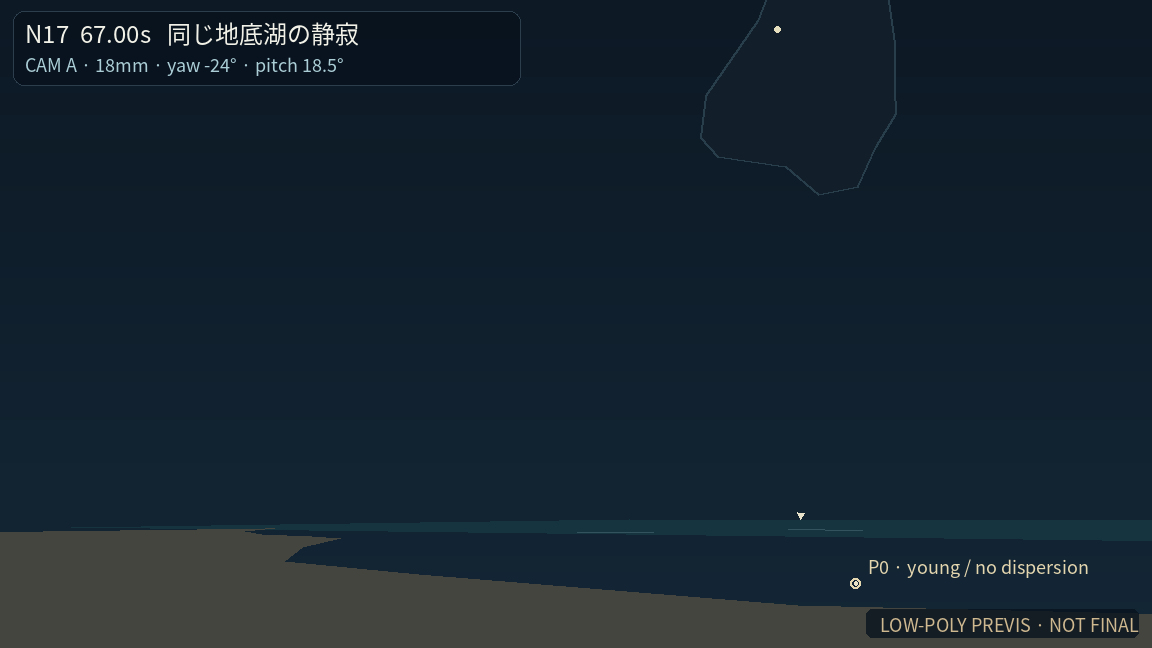 N17 67.00s 同じ地底湖の静寂
CAM A · 18mm · yaw -24° · pitch 18.5°
P0 · young / no dispersion
LOW-POLY PREVIS · NOT FINAL